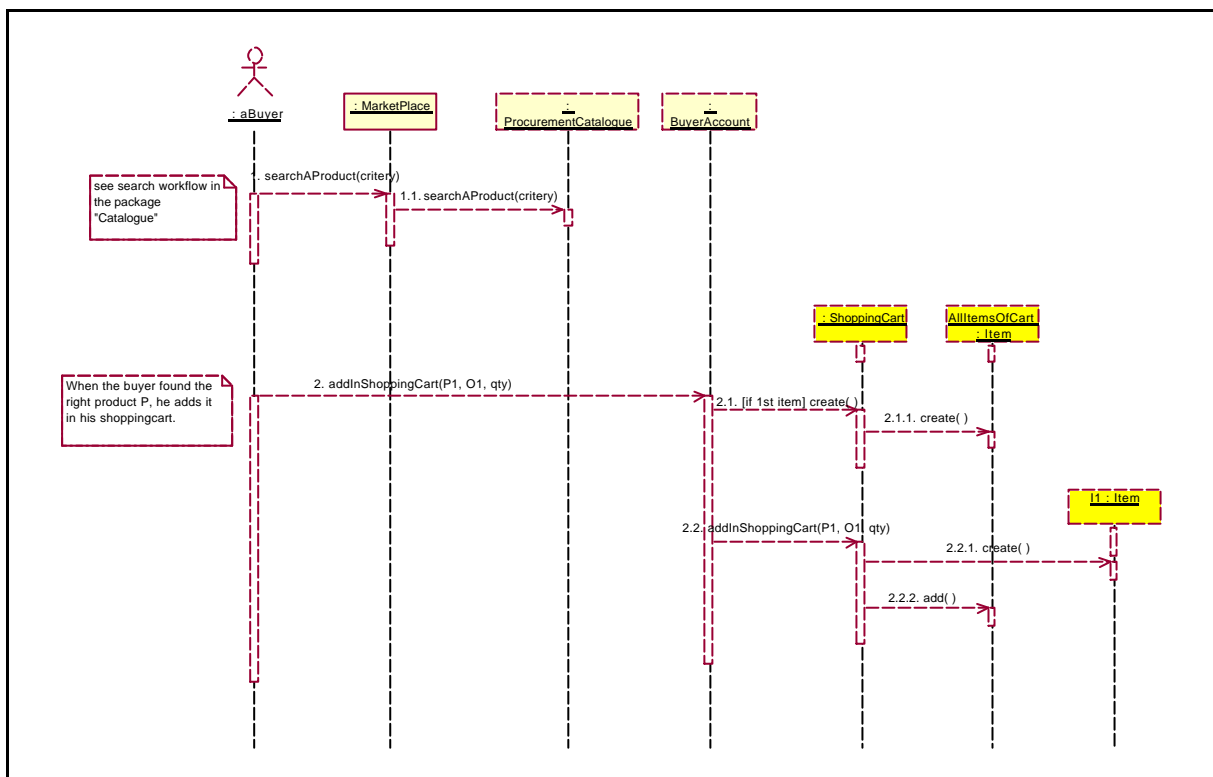 : aBuyer
: MarketPlace
:
ProcurementCatalogue
:
BuyerAccount
see search workflow in
the package
"Catalogue"
1. searchAProduct(critery)
1.1. searchAProduct(critery)
: ShoppingCart
AllItemsOfCart
: Item
When the buyer found the
right product P, he adds it
in his shoppingcart.
2. addInShoppingCart(P1, O1, qty)
2.1. [if 1st item] create( )
2.1.1. create( )
I1 : Item
2.2. addInShoppingCart(P1, O1, qty)
2.2.1. create( )
2.2.2. add( )